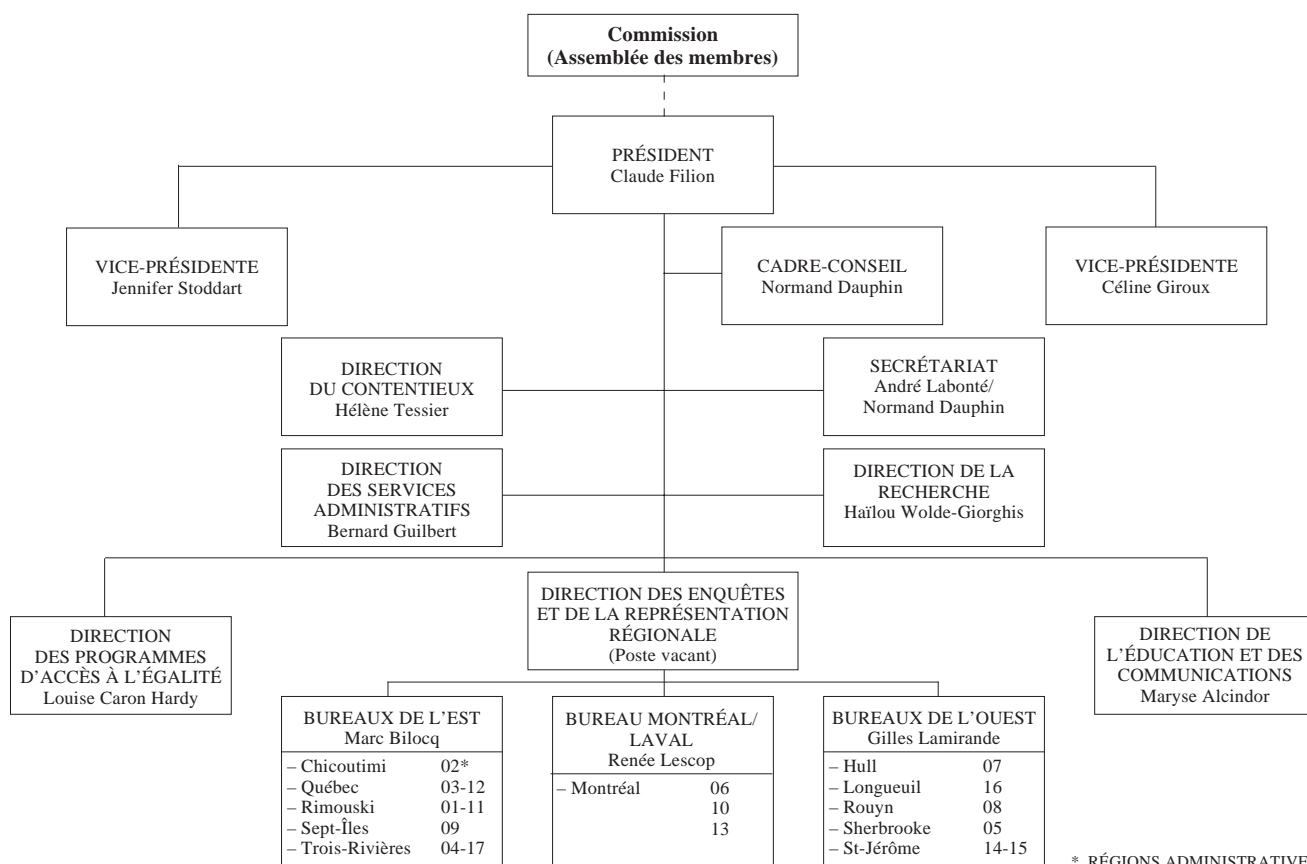 Commission
(Assemblée des membres)
PRÉSIDENT
Claude Filion
VICE-PRÉSIDENTE
Jennifer Stoddart
CADRE-CONSEIL
Normand Dauphin
VICE-PRÉSIDENTE
Céline Giroux
DIRECTION
DU CONTENTIEUX
Hélène Tessier
SECRÉTARIAT
André Labonté/
Normand Dauphin
DIRECTION
DES SERVICES
ADMINISTRATIFS
Bernard Guilbert
DIRECTION DE LA
RECHERCHE
Haïlou Wolde-Giorghis
DIRECTION
DES PROGRAMMES
D'ACCÈS À L'ÉGALITÉ
Louise Caron Hardy
DIRECTION DES ENQUÊTES
ET DE LA REPRÉSENTATION
RÉGIONALE
(Poste vacant)
DIRECTION DE
L'ÉDUCATION ET DES
COMMUNICATIONS
Maryse Alcindor
BUREAUX DE L'EST
Marc Bilocq
– Chicoutimi 02*
– Québec 03-12
– Rimouski 01-11
– Sept-Îles 09
– Trois-Rivières 04-17
BUREAU MONTRÉAL/
LAVAL
Renée Lescop
– Montréal 06
10
13
BUREAUX DE L'OUEST
Gilles Lamirande
– Hull 07
– Longueuil 16
– Rouyn 08
– Sherbrooke 05
– St-Jérôme 14-15
* RÉGIONS ADMINISTRATIVE